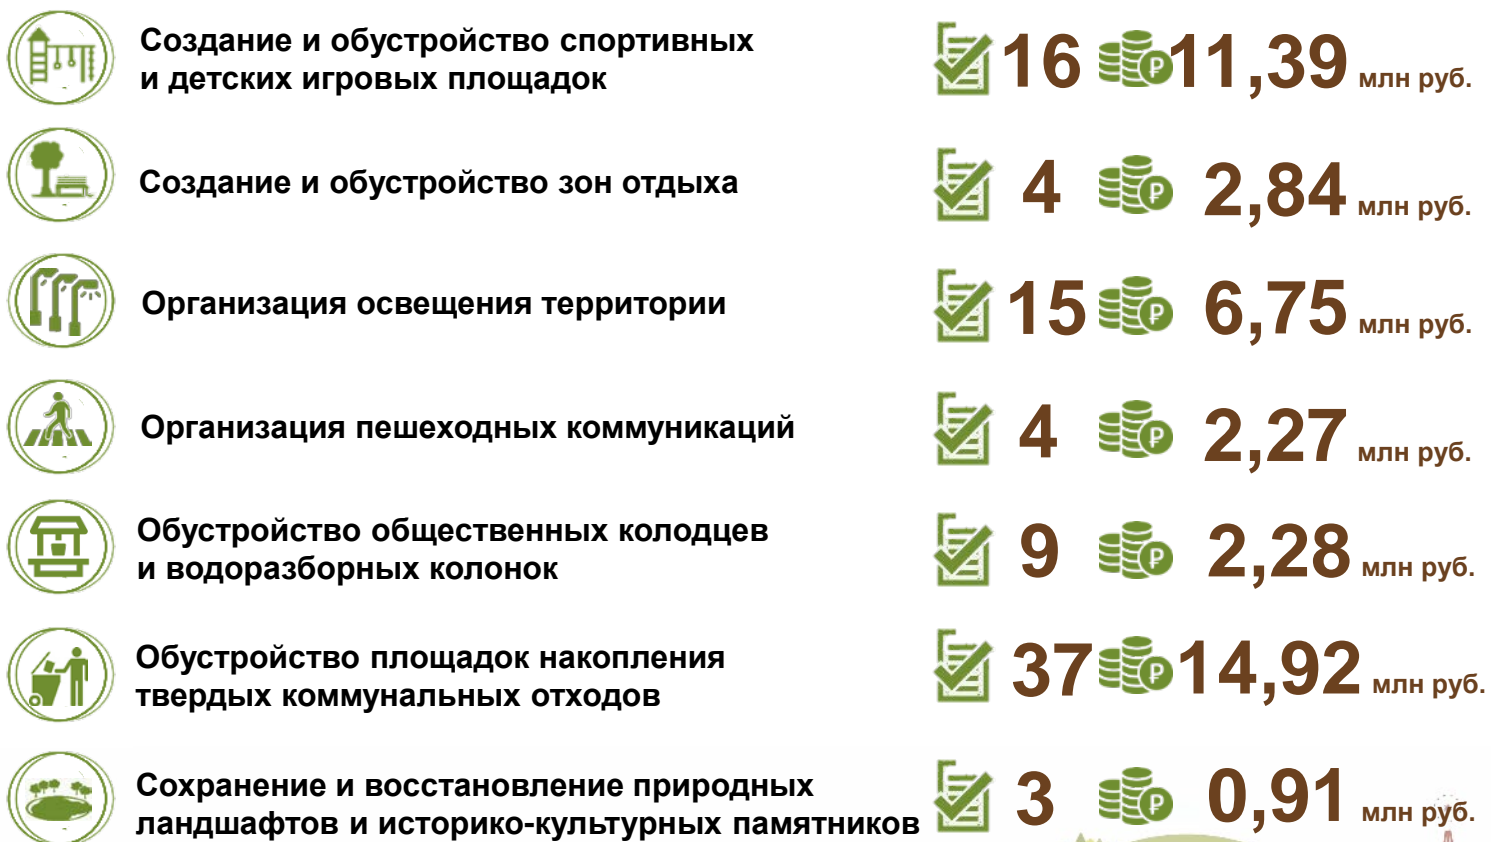 Создание и обустройство спортивных
и детских игровых площадок
16 11,39 млн руб.
Создание и обустройство зон отдыха
4 2,84 млн руб.
Организация освещения территории
15 6,75 млн руб.
Организация пешеходных коммуникаций
4 2,27 млн руб.
Обустройство общественных колодцев
и водоразборных колонок
9 2,28 млн руб.
Обустройство площадок накопления
твердых коммунальных отходов
37 14,92 млн руб.
Сохранение и восстановление природных
ландшафтов и историко-культурных памятников
3 0,91 млн руб.